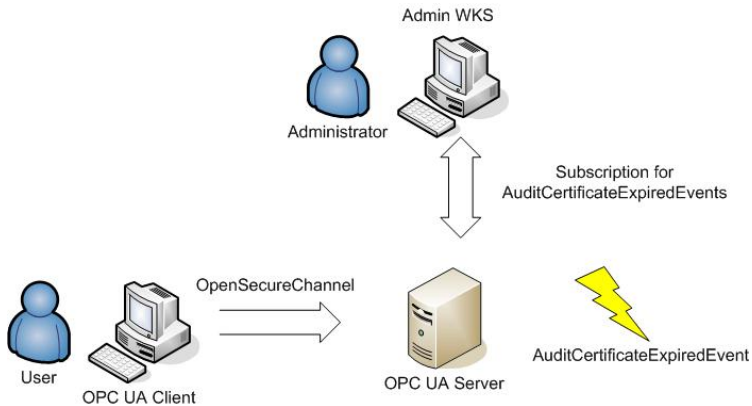 Admin WKS
Administrator
Subscription for
AuditCertificateExpiredEvents
OpenSecureChannel
AuditCertificateExpiredEvent
User
OPC UA Client
OPC UA Server